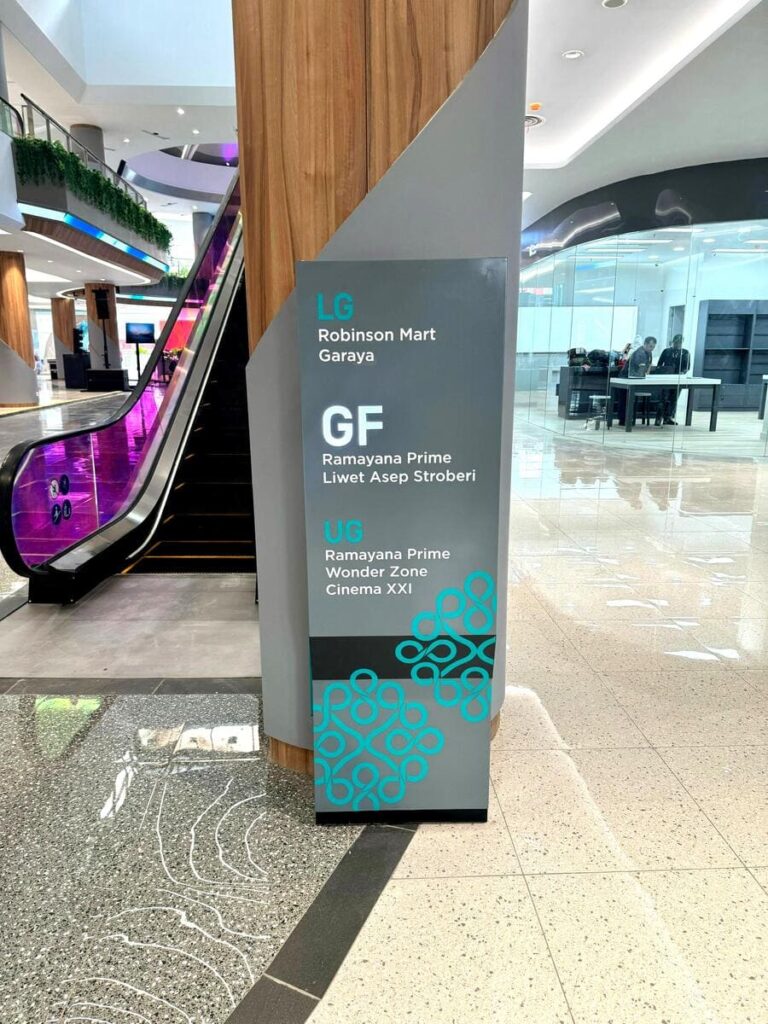 LG
Robinson Mart
Garaya
GF
Ramayana Prime
Liwet Asep Stroberi
UG
Ramayana Prime
Wonder Zone
Cinema XXI